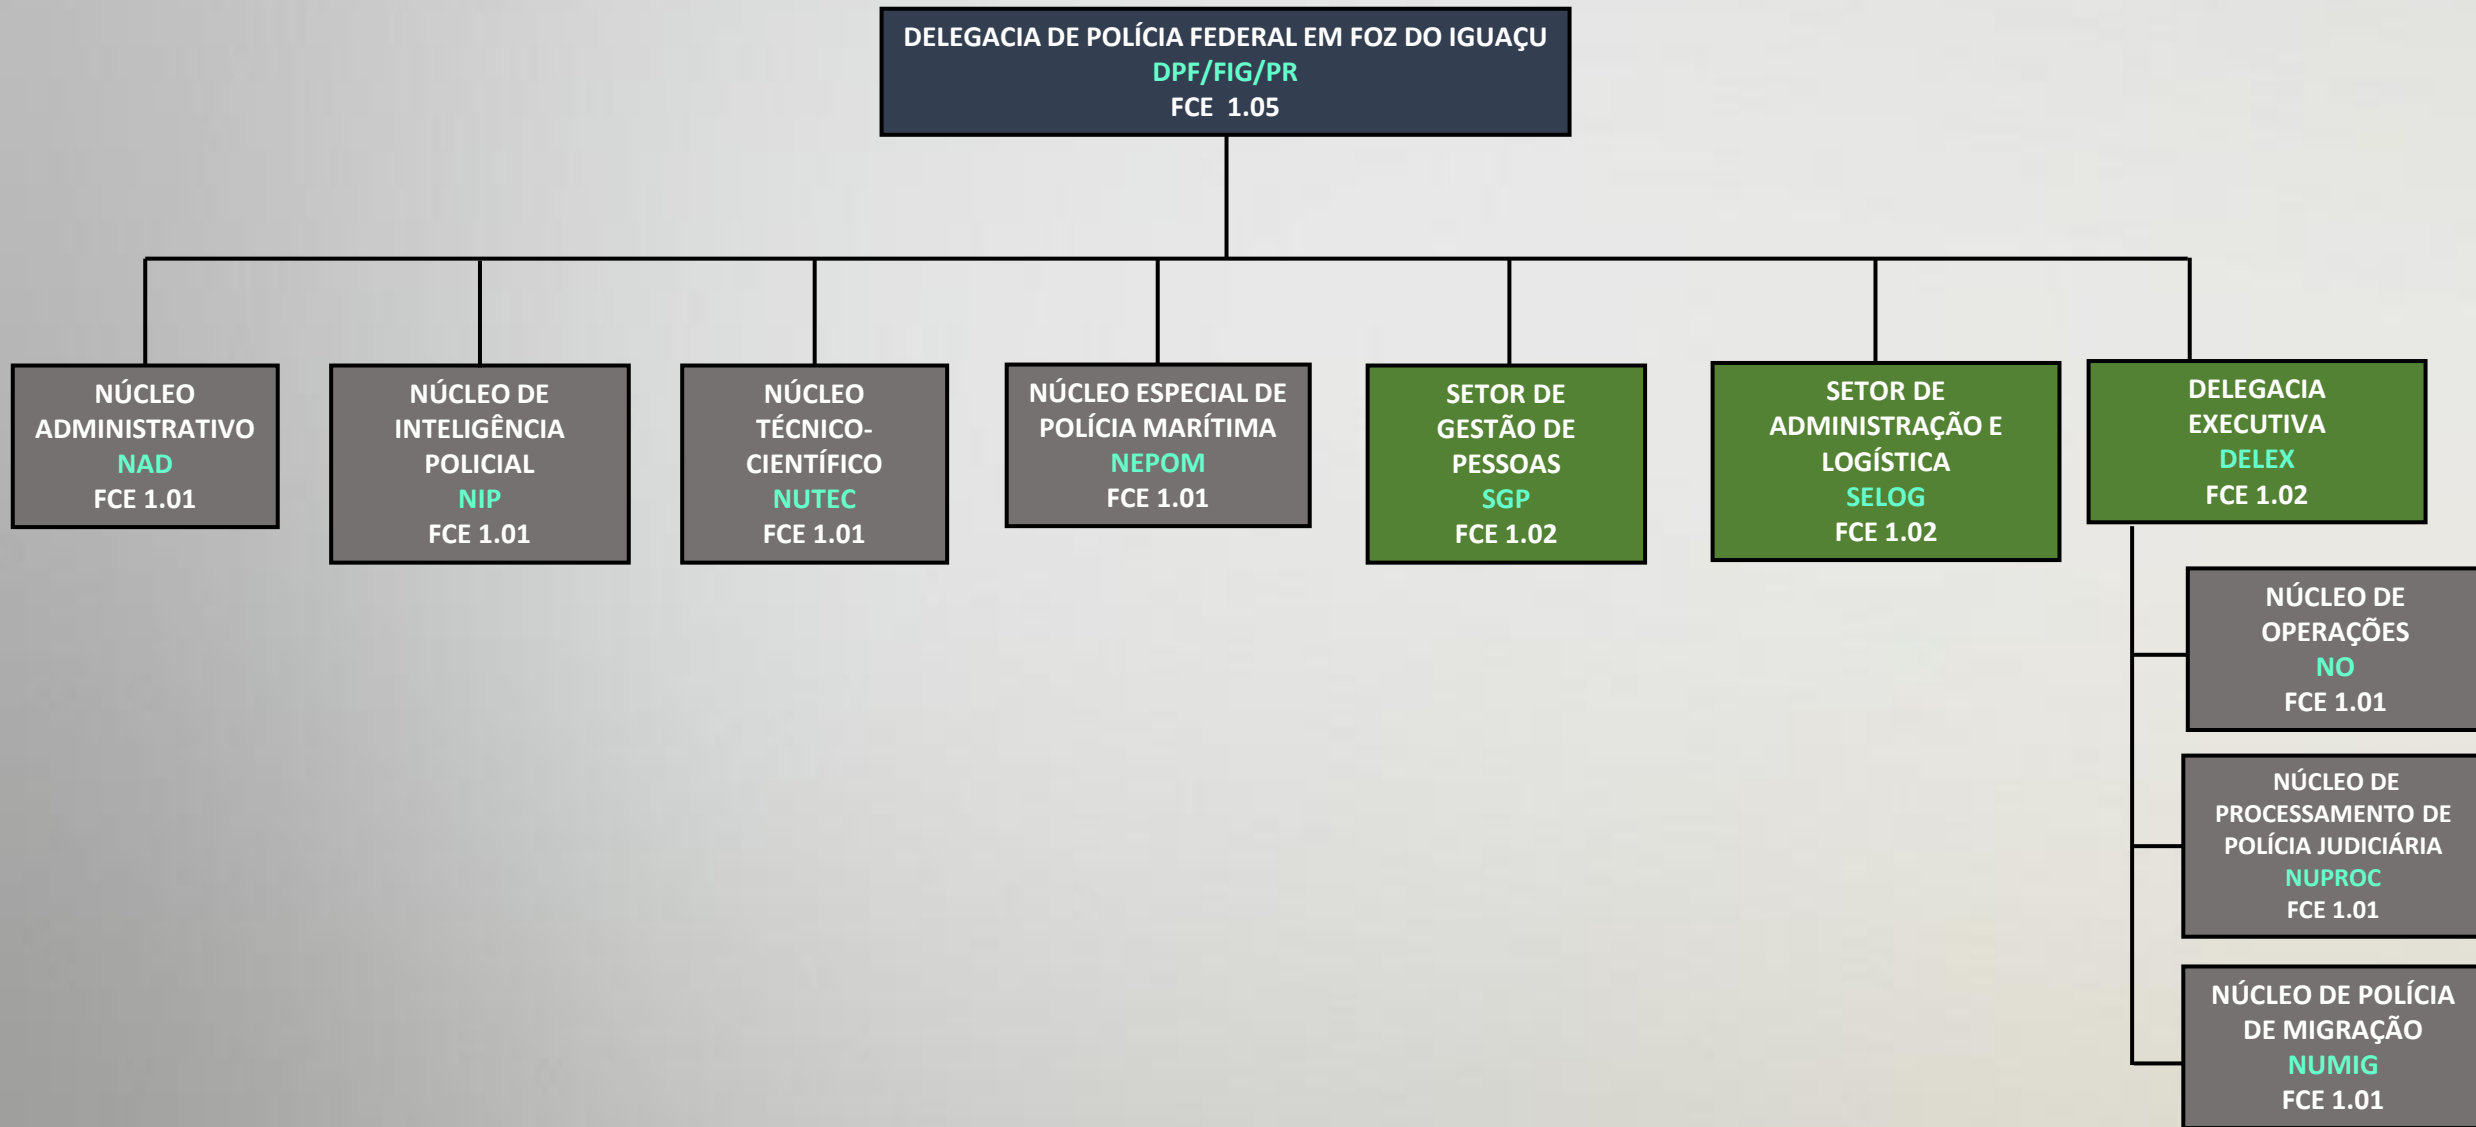 DELEGACIA DE POLÍCIA FEDERAL EM FOZ DO IGUAÇU
DPF/FIG/PR
FCE 1.05
NÚCLEO
ADMINISTRATIVO
NAD
FCE 1.01
NÚCLEO DE
INTELIGÊNCIA
POLICIAL
NIP
FCE 1.01
NÚCLEO
TÉCNICO-
CIENTÍFICO
NUTEC
FCE 1.01
NÚCLEO ESPECIAL DE
POLÍCIA MARÍTIMA
NEPOM
FCE 1.01
SETOR DE
GESTÃO DE
PESSOAS
SGP
FCE 1.02
SETOR DE
ADMINISTRAÇÃO E
LOGÍSTICA
SELOG
FCE 1.02
DELEGACIA
EXECUTIVA
DELEX
FCE 1.02
NÚCLEO DE
OPERAÇÕES
NO
FCE 1.01
NÚCLEO DE
PROCESSAMENTO DE
POLÍCIA JUDICIÁRIA
NUPROC
FCE 1.01
NÚCLEO DE POLÍCIA
DE MIGRAÇÃO
NUMIG
FCE 1.01